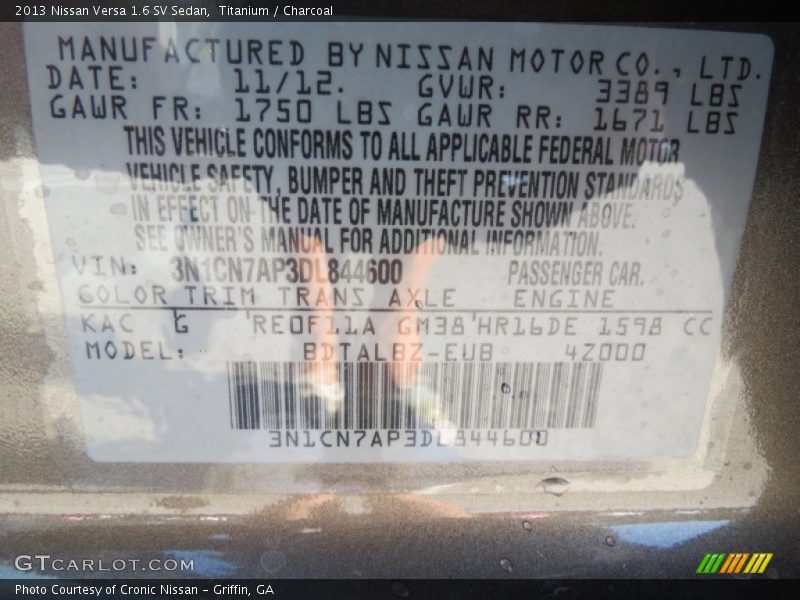 2013 Nissan Versa 1.6 SV Sedan, Titanium / Charcoal
MANUFACTURED BY NISSAN MOTOR CO., LTD.
DATE: 11/12. GVWR: 3389 LBS
GAWR FR: 1750 LBS GAWR RR: 1671 LBS
THIS VEHICLE CONFORMS TO ALL APPLICABLE FEDERAL MOTOR
VEHICLE SAFETY, BUMPER AND THEFT PREVENTION STANDARDS
IN EFFECT ON THE DATE OF MANUFACTURE SHOWN ABOVE.
SEE OWNER'S MANUAL FOR ADDITIONAL INFORMATION.
VIN: 3N1CN7AP3DL844600 PASSENGER CAR.
COLOR TRIM TRANS AXLE ENGINE
KAC G RE0F11A GM38 HR16DE 1598 CC
MODEL: BDTALBZ-EUB 4Z000
3N1CN7AP3DL844600
GTCARLOT.COM
Photo Courtesy of Cronic Nissan - Griffin, GA